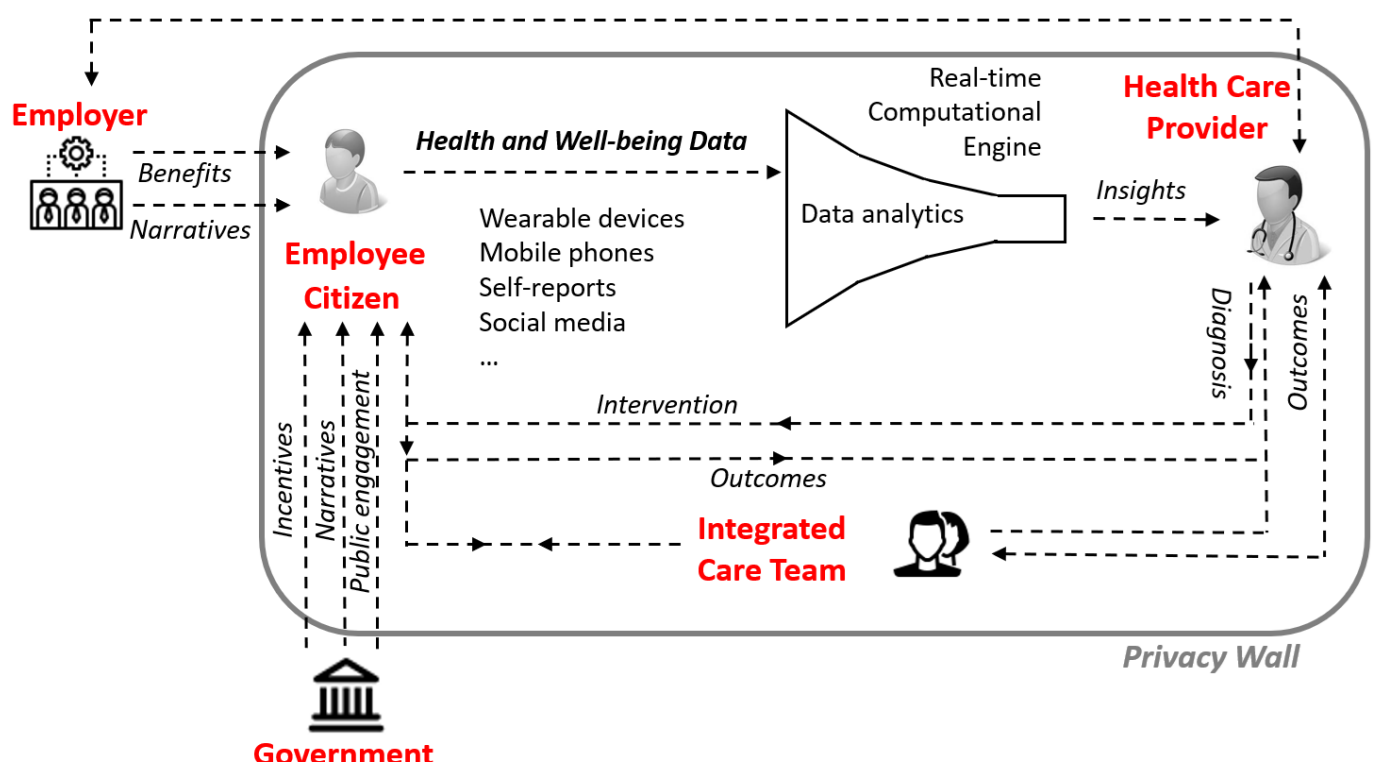 Employer
Benefits
Narratives
Employee
Citizen
Health and Well-being Data
Wearable devices
Mobile phones
Self-reports
Social media
...
Real-time
Computational
Engine
Data analytics
Insights
Health Care
Provider
Diagnosis
Outcomes
Intervention
Outcomes
Incentives
Narratives
Public engagement
Integrated
Care Team
Privacy Wall
Government